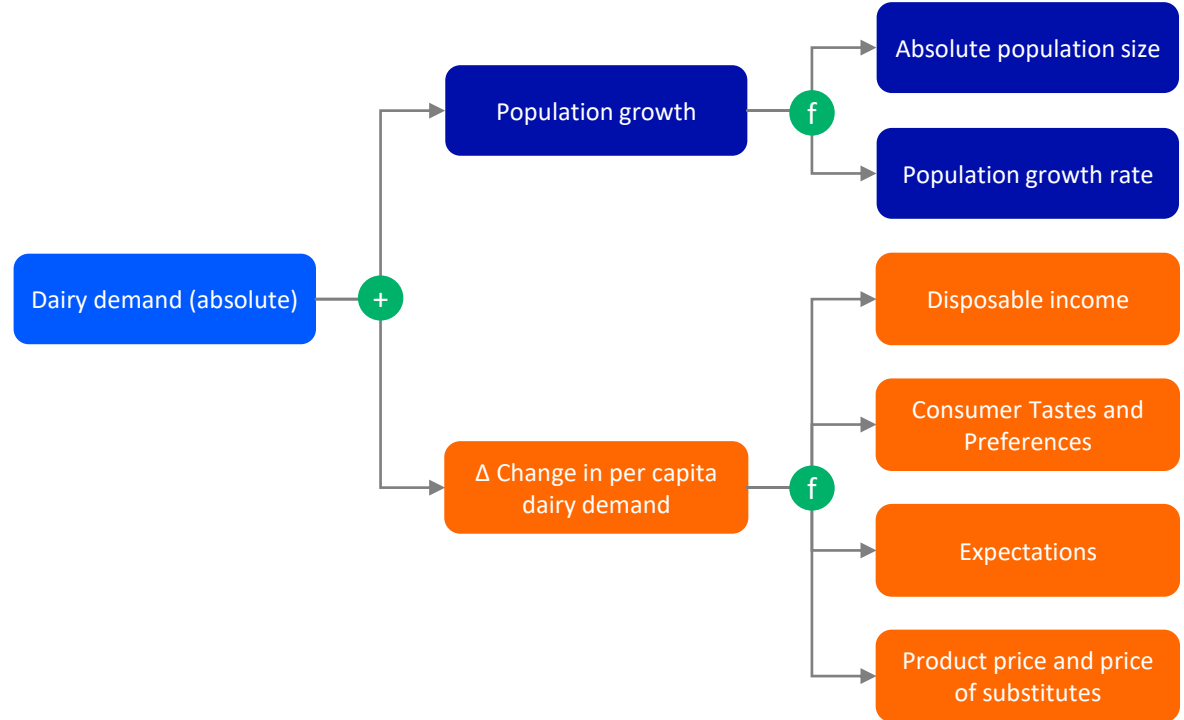 Absolute population size
Population growth
f
Population growth rate
Dairy demand (absolute)
+
Disposable income
Consumer Tastes and
Preferences
Δ Change in per capita
dairy demand
f
Expectations
Product price and price
of substitutes